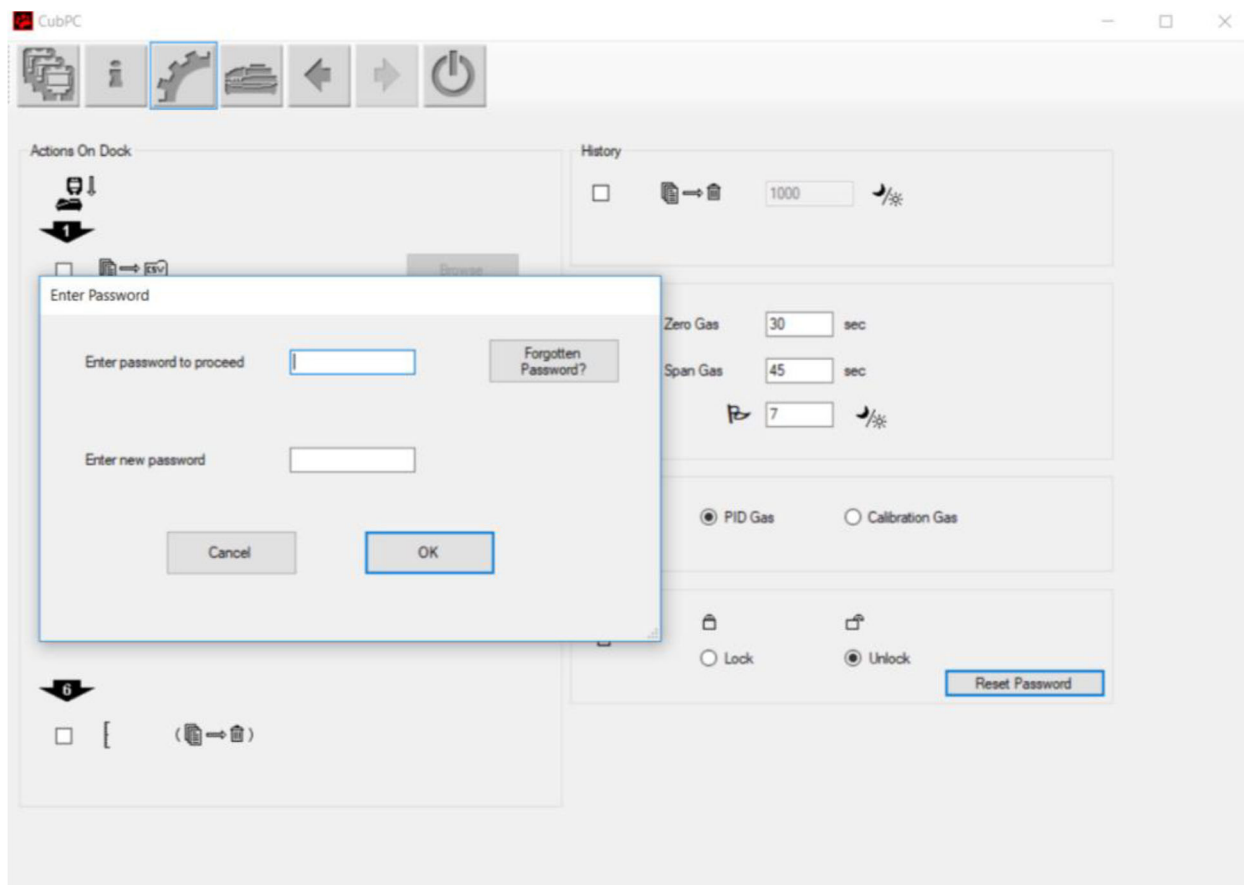 CubPC
i
Actions On Dock
1
CSV
Browse
History
1000
Enter Password
Enter password to proceed
Forgotten
Password?
Enter new password
Cancel
OK
Zero Gas
30
sec
Span Gas
45
sec
7
PID Gas
Calibration Gas
Lock
Unlock
Reset Password
6